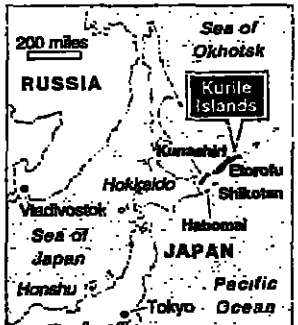 Sea of
Okhotsk
200 miles
RUSSIA
Kurile
Islands
Kunashiri
Etorofu
Hokkaido
Shikotan
Vladivostok
Habomai
Sea of
Japan
JAPAN
Honshu
Pacific
Ocean
Tokyo